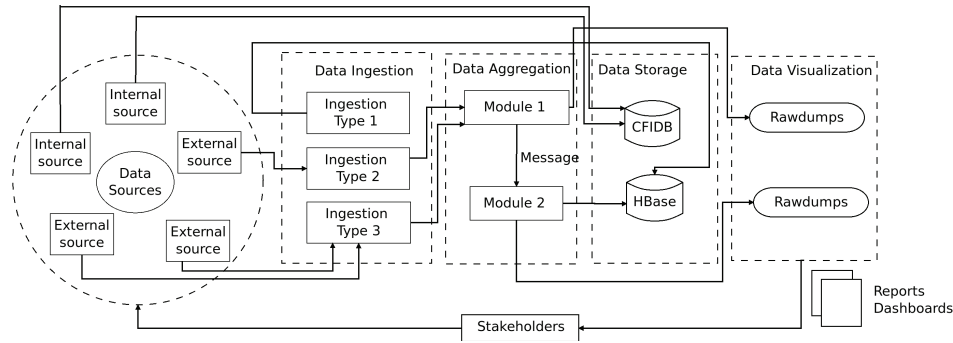 Data Ingestion
Data Aggregation
Data Storage
Data Visualization
Internal
source
Internal
source
External
source
Data
Sources
External
source
External
source
Ingestion
Type 1
Ingestion
Type 2
Ingestion
Type 3
Module 1
Message
Module 2
CFIDB
HBase
Rawdumps
Rawdumps
Stakeholders
Reports
Dashboards